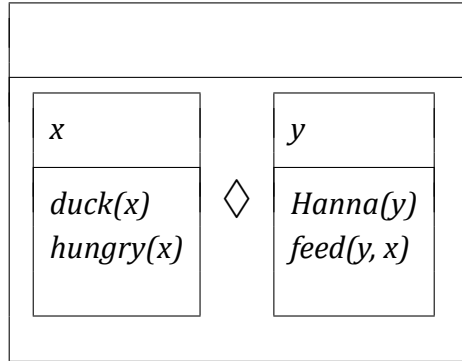 x y
duck(x) ◇ Hanna(y)
hungry(x) feed(y, x)